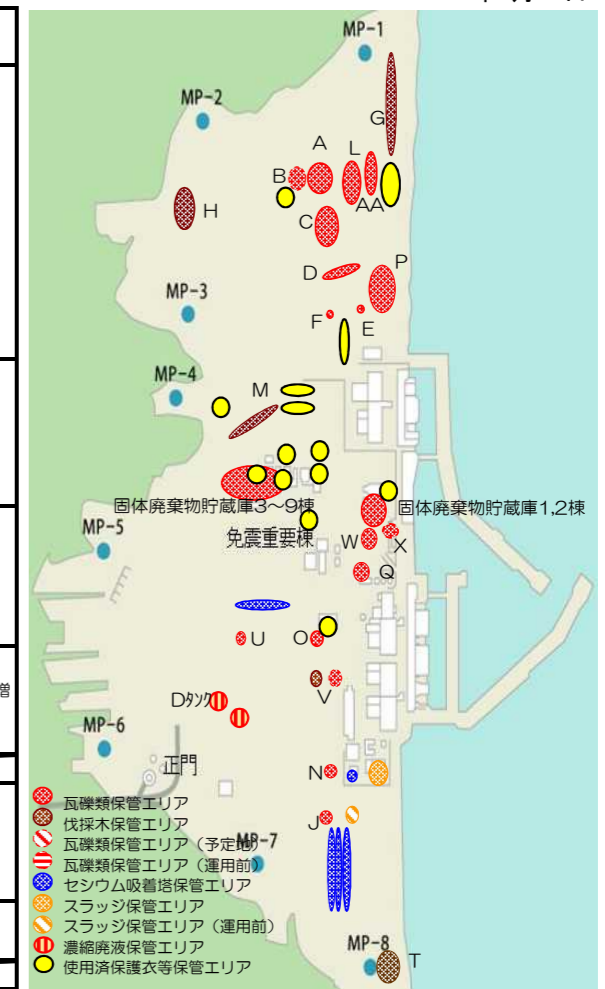 MP-1
MP-2
G
A
L
B
AA
H
C
P
D
MP-3
F
E
MP-4
M
固体廃棄物貯蔵庫3～9棟
固体廃棄物貯蔵庫1,2棟
MP-5
免震重要棟
W
X
Q
U
O
増
Dタンク
V
MP-6
正門
N
J
瓦礫類保管エリア
伐採木保管エリア
瓦礫類保管エリア（予定地）
瓦礫類保管エリア（運用前）
MP-7
セシウム吸着塔保管エリア
スラッジ保管エリア
スラッジ保管エリア（運用前）
濃縮廃液保管エリア
MP-8
T
使用済保護衣等保管エリア